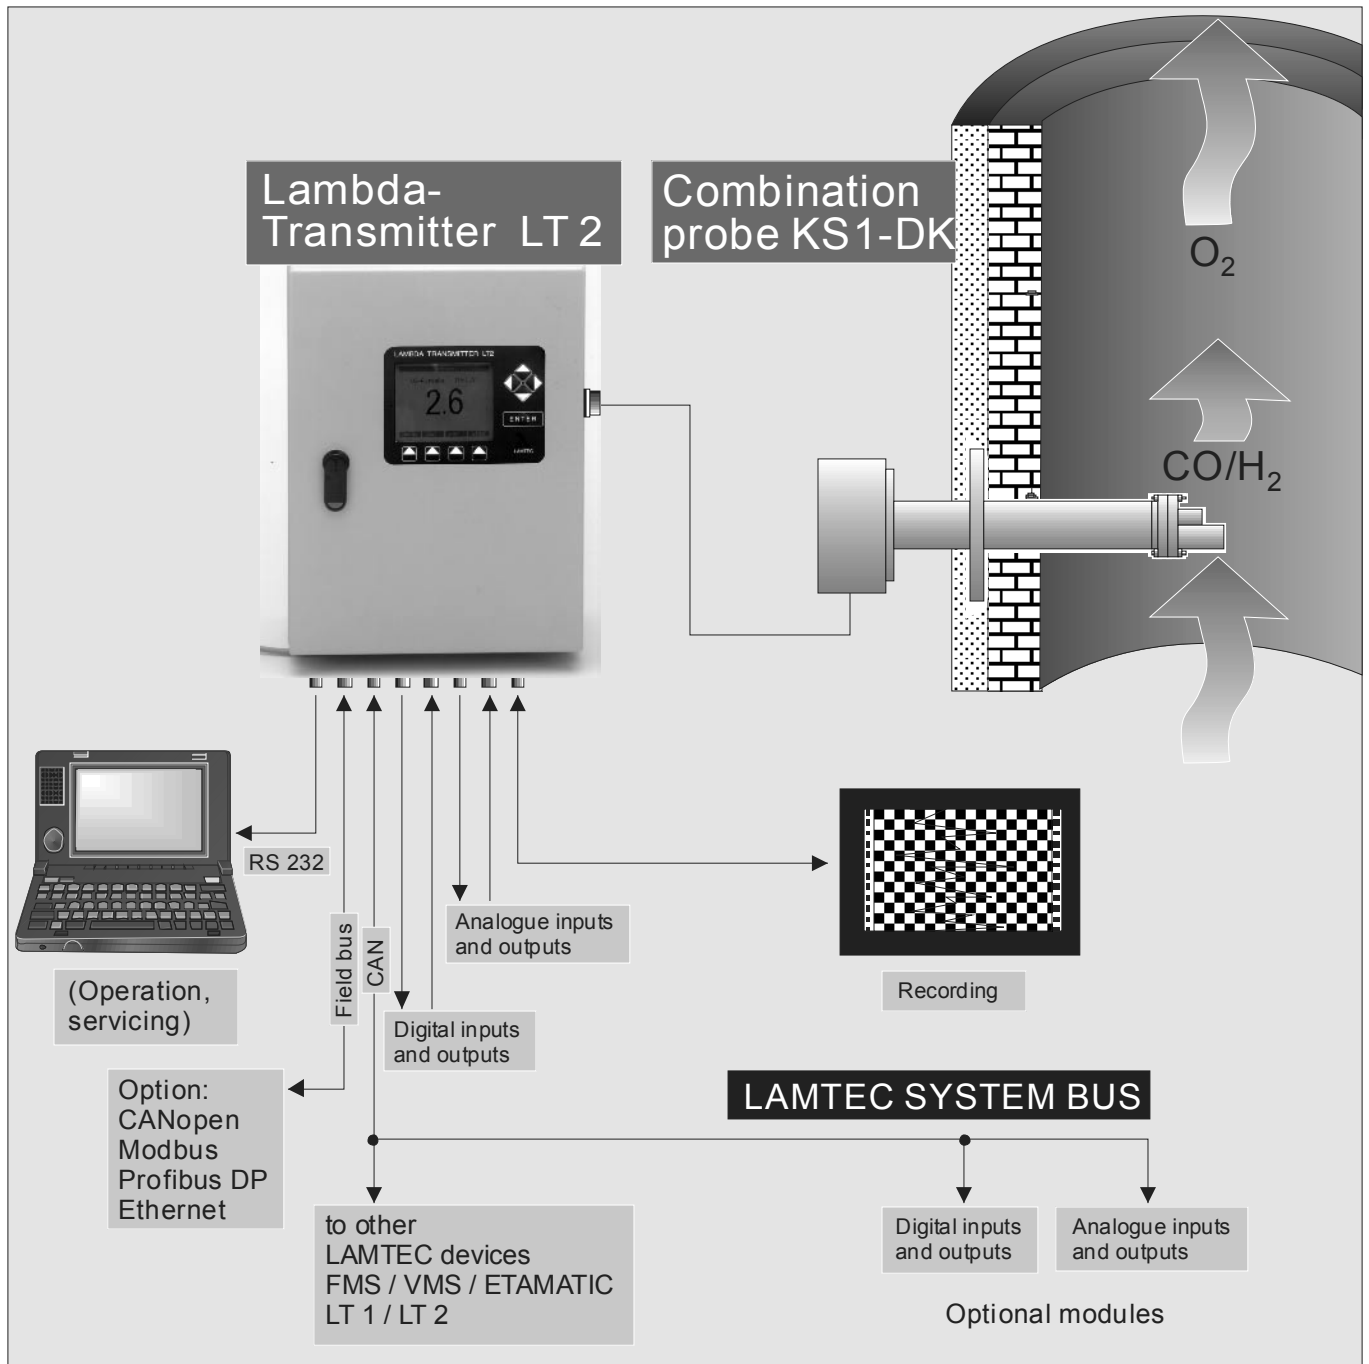 Lambda-
Transmitter LT 2
Combination
probe KS1-DK
O2
LAMBDA TRANSMITTER LT2
2.6
ENTER
LAMTEC
CO/H2
RS 232
(Operation,
servicing)
Field bus
CAN
Analogue inputs
and outputs
Digital inputs
and outputs
Recording
Option:
CANopen
Modbus
Profibus DP
Ethernet
LAMTEC SYSTEM BUS
to other
LAMTEC devices
FMS / VMS / ETAMATIC
LT 1 / LT 2
Digital inputs
and outputs
Analogue inputs
and outputs
Optional modules